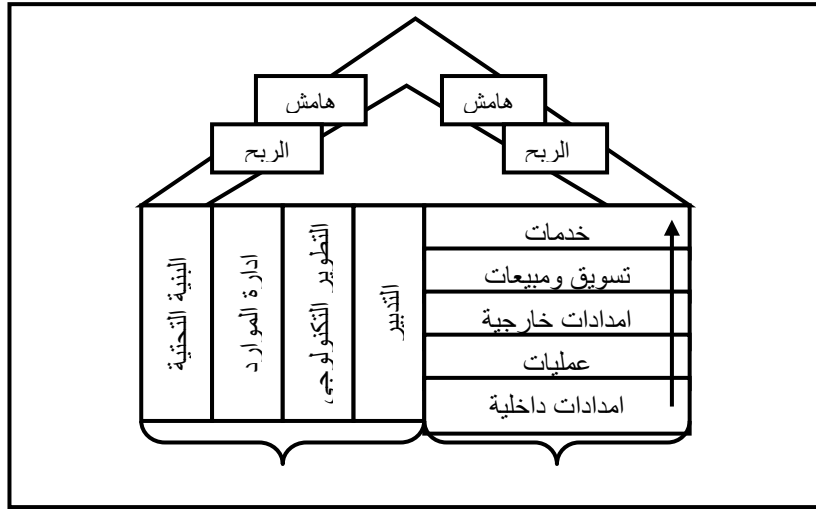 هامش
هامش
الربح
الربح
خدمات
تسويق ومبيعات
امدادات خارجية
عمليات
امدادات داخلية
التدبير
التطوير التكنولوجي
ادارة الموارد
البنية التحتية